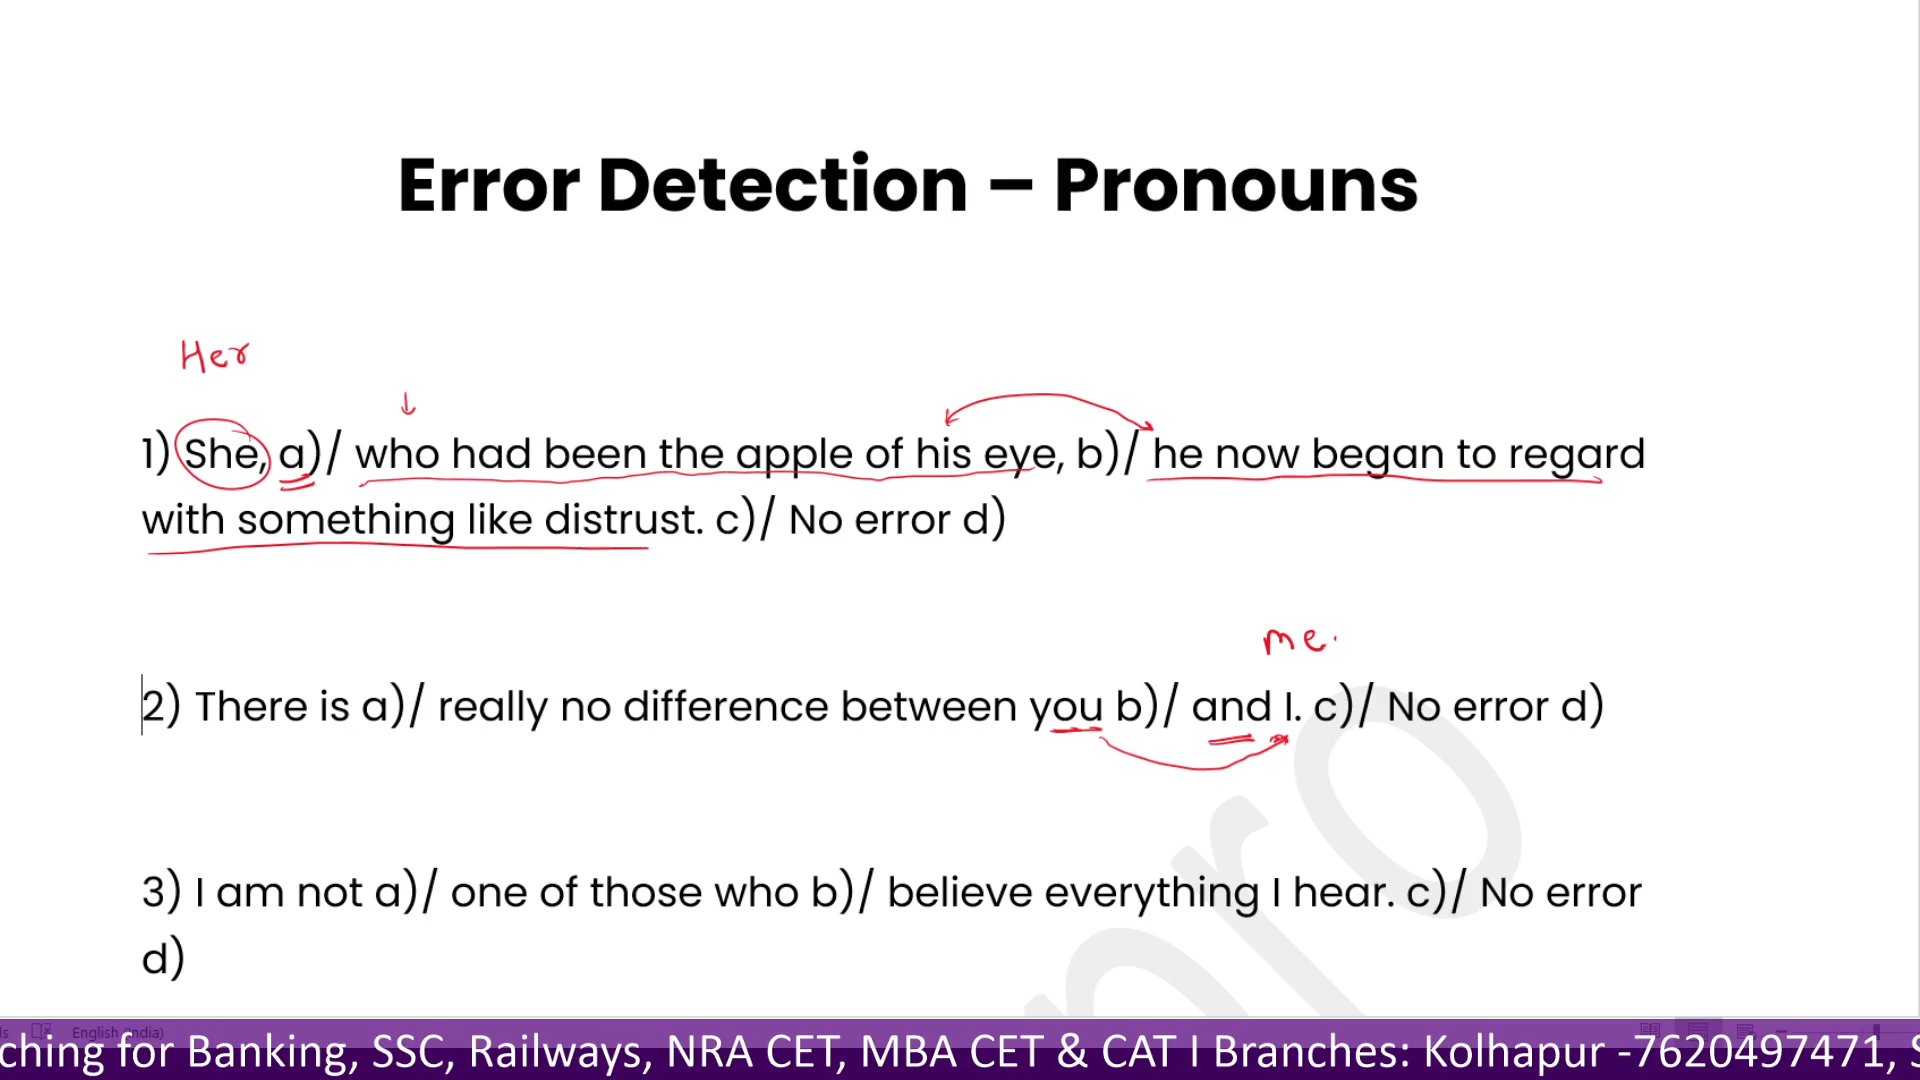 Error Detection – Pronouns
Her
1) She, a)/ who had been the apple of his eye, b)/ he now began to regard
with something like distrust. c)/ No error d)
me.
2) There is a)/ really no difference between you b)/ and I. c)/ No error d)
3) I am not a)/ one of those who b)/ believe everything I hear. c)/ No error
d)
pro
English (India)
ching for Banking, SSC, Railways, NRA CET, MBA CET & CAT I Branches: Kolhapur -7620497471, S